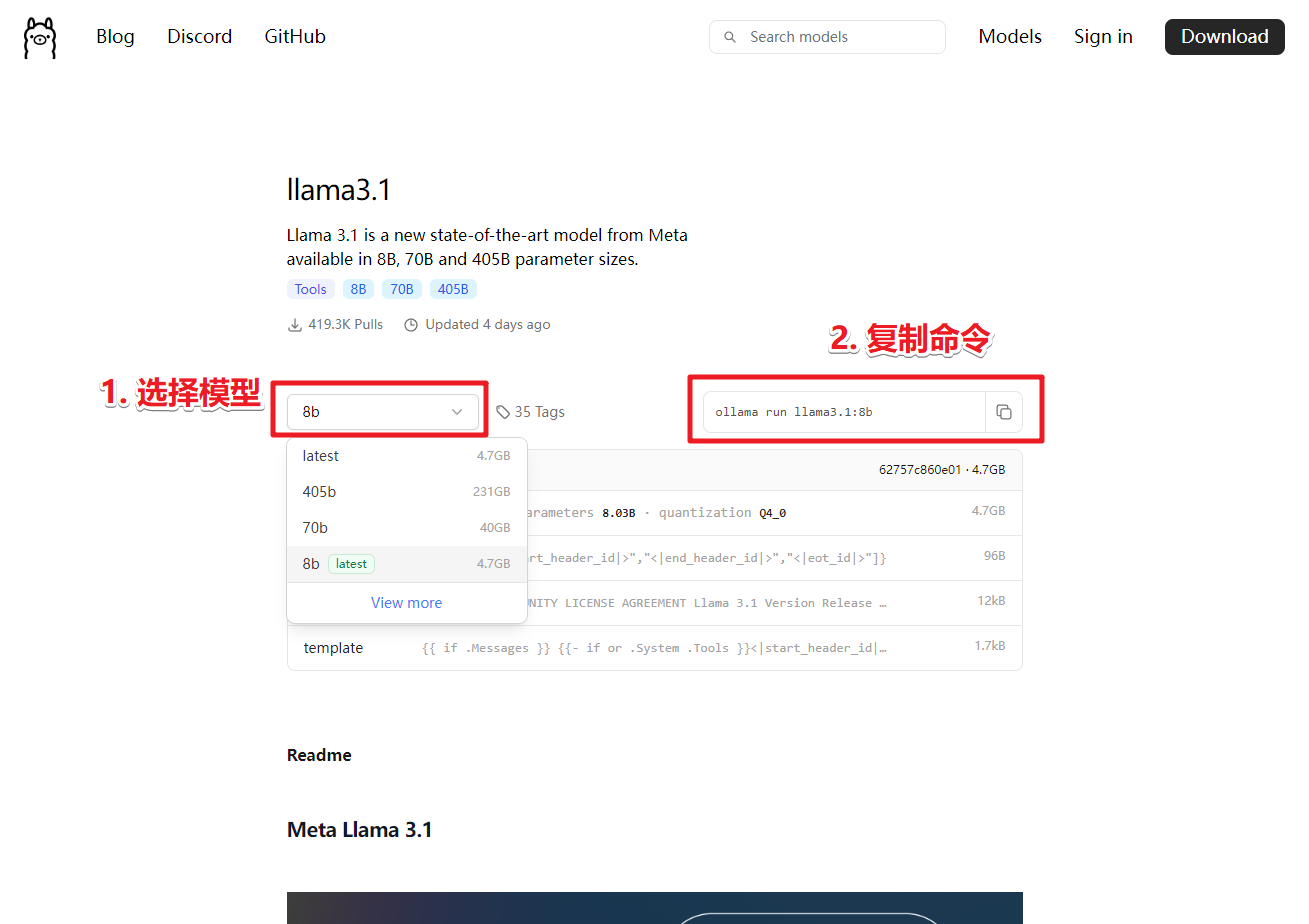 Blog Discord GitHub Search models Models Sign in Download
llama3.1
Llama 3.1 is a new state-of-the-art model from Meta
available in 8B, 70B and 405B parameter sizes.
Tools 8B 70B 405B
419.3K Pulls Updated 4 days ago
2. 复制命令
1. 选择模型
8b 35 Tags ollama run llama3.1:8b
latest 4.7GB
405b 231GB
70b 40GB
8b latest 4.7GB
View more
62757c860e01 · 4.7GB
arameters 8.03B · quantization Q4_0 4.7GB
rt_header_id|>","<|end_header_id|>","<|eot_id|>"]} 96B
NITY LICENSE AGREEMENT Llama 3.1 Version Release … 12kB
template {{ if .Messages }} {{- if or .System .Tools }}<|start_header_id|… 1.7kB
Readme
Meta Llama 3.1